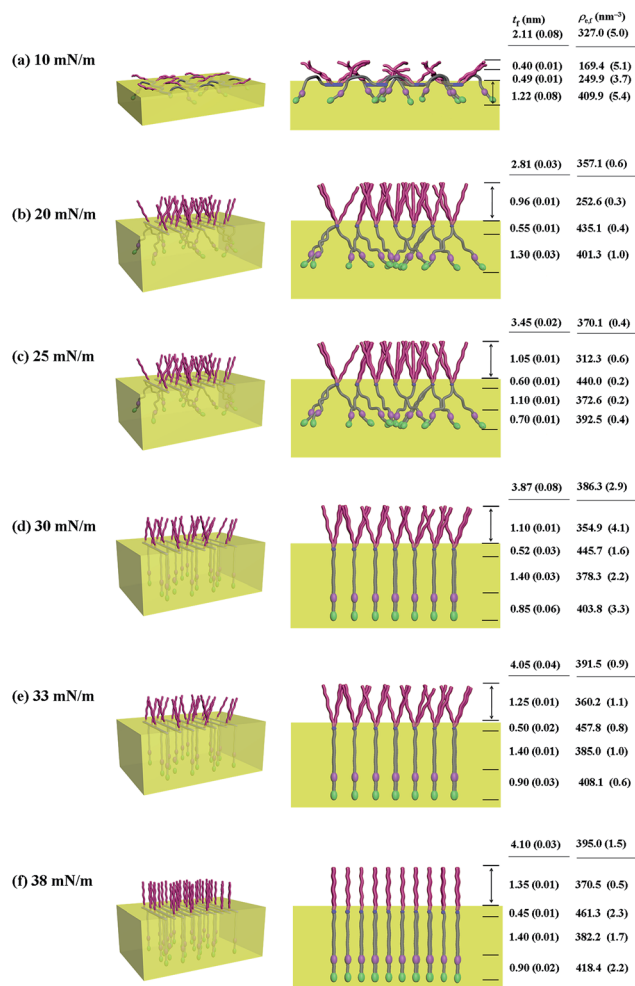 t_f (nm) ρ_e,f (nm⁻³)
2.11 (0.08) 327.0 (5.0)
(a) 10 mN/m
0.40 (0.01) 169.4 (5.1)
0.49 (0.01) 249.9 (3.7)
1.22 (0.08) 409.9 (5.4)
2.81 (0.03) 357.1 (0.6)
(b) 20 mN/m
0.96 (0.01) 252.6 (0.3)
0.55 (0.01) 435.1 (0.4)
1.30 (0.03) 401.3 (1.0)
3.45 (0.02) 370.1 (0.4)
(c) 25 mN/m
1.05 (0.01) 312.3 (0.6)
0.60 (0.01) 440.0 (0.2)
1.10 (0.01) 372.6 (0.2)
0.70 (0.01) 392.5 (0.4)
3.87 (0.08) 386.3 (2.9)
(d) 30 mN/m
1.10 (0.01) 354.9 (4.1)
0.52 (0.03) 445.7 (1.6)
1.40 (0.03) 378.3 (2.2)
0.85 (0.06) 403.8 (3.3)
4.05 (0.04) 391.5 (0.9)
(e) 33 mN/m
1.25 (0.01) 360.2 (1.1)
0.50 (0.02) 457.8 (0.8)
1.40 (0.01) 385.0 (1.0)
0.90 (0.03) 408.1 (0.6)
4.10 (0.03) 395.0 (1.5)
(f) 38 mN/m
1.35 (0.01) 370.5 (0.5)
0.45 (0.01) 461.3 (2.3)
1.40 (0.01) 382.2 (1.7)
0.90 (0.02) 418.4 (2.2)